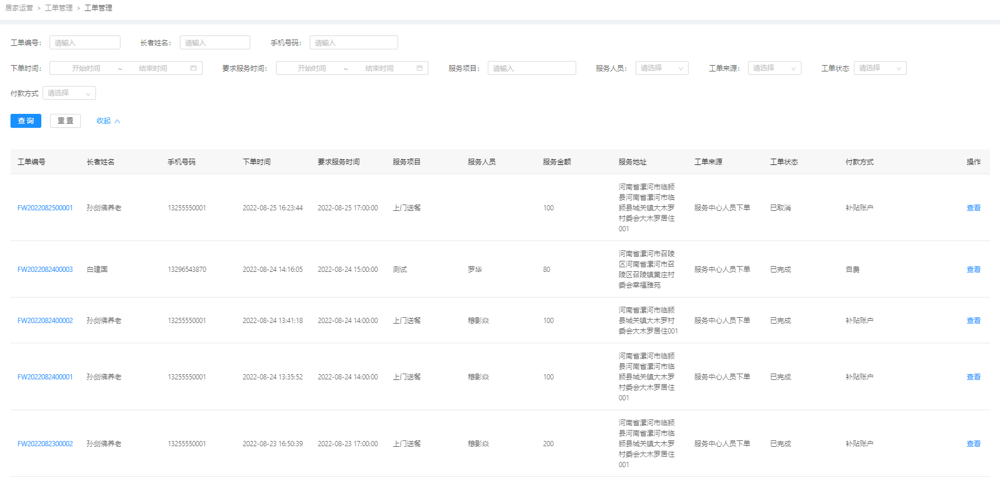 居家运营 > 工单管理 > 工单管理
工单编号： 请输入 长者姓名： 请输入 手机号码： 请输入
下单时间： 开始时间 ~ 结束时间 要求服务时间： 开始时间 ~ 结束时间 服务项目： 请输入 服务人员： 请选择 工单来源： 请选择 工单状态 请选择
付款方式 请选择
查询 重置 收起
工单编号 长者姓名 手机号码 下单时间 要求服务时间 服务项目 服务人员 服务金额 服务地址 工单来源 工单状态 付款方式 操作
河南省漯河市临颍
县河南省漯河市临
FW2022082500001 孙剑佛养老 13255550001 2022-08-25 16:23:44 2022-08-25 17:00:00 上门送餐 100 颍县城关镇大木罗 服务中心人员下单 已取消 补贴账户 查看
村委会大木罗居住
001
河南省漯河市召陵
区河南省漯河市召
FW2022082400003 白建国 13296543870 2022-08-24 14:16:05 2022-08-24 15:00:00 测试 罗华 80 陵区召陵镇黄庄村 服务中心人员下单 已完成 自费 查看
委会幸福雅苑
河南省漯河市临颍
FW2022082400002 孙剑佛养老 13255550001 2022-08-24 13:41:18 2022-08-24 14:00:00 上门送餐 穆影焱 100 县城关镇大木罗村 服务中心人员下单 已完成 补贴账户 查看
委会大木罗居住001
河南省漯河市临颍
县河南省漯河市临
FW2022082400001 孙剑佛养老 13255550001 2022-08-24 13:35:52 2022-08-24 14:00:00 上门送餐 穆影焱 100 颍县城关镇大木罗 服务中心人员下单 已完成 补贴账户 查看
村委会大木罗居住
001
河南省漯河市临颍
县河南省漯河市临
FW2022082300002 孙剑佛养老 13255550001 2022-08-23 16:50:39 2022-08-23 17:00:00 上门送餐 穆影焱 200 颍县城关镇大木罗 服务中心人员下单 已完成 补贴账户 查看
村委会大木罗居住
001